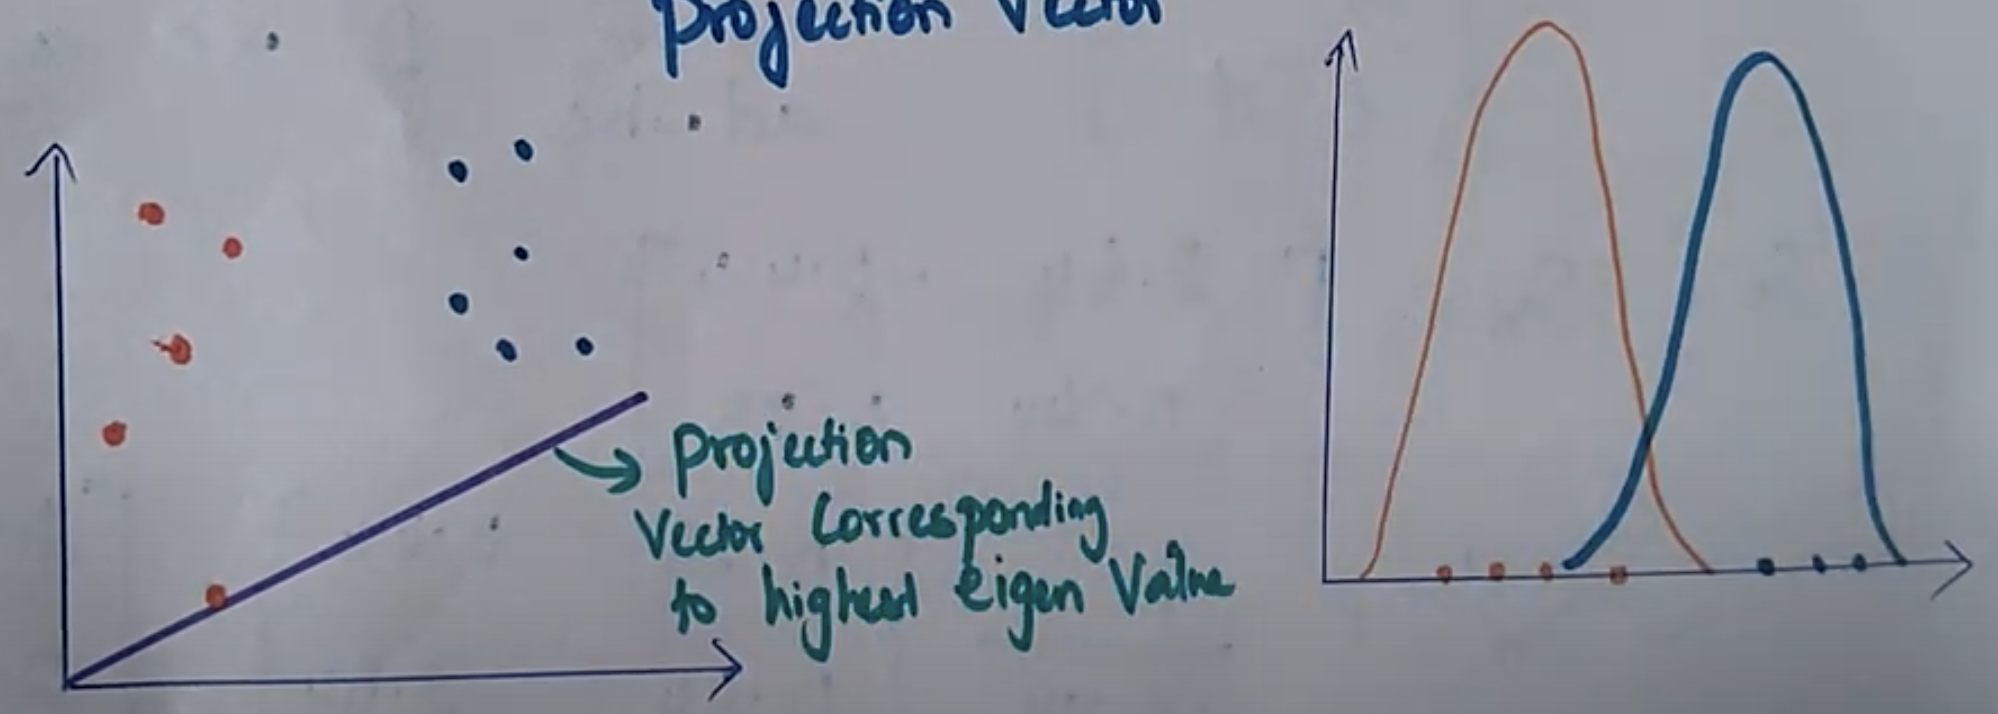 Projection Vector
Projection
Vector Corresponding
to highest eigen Value